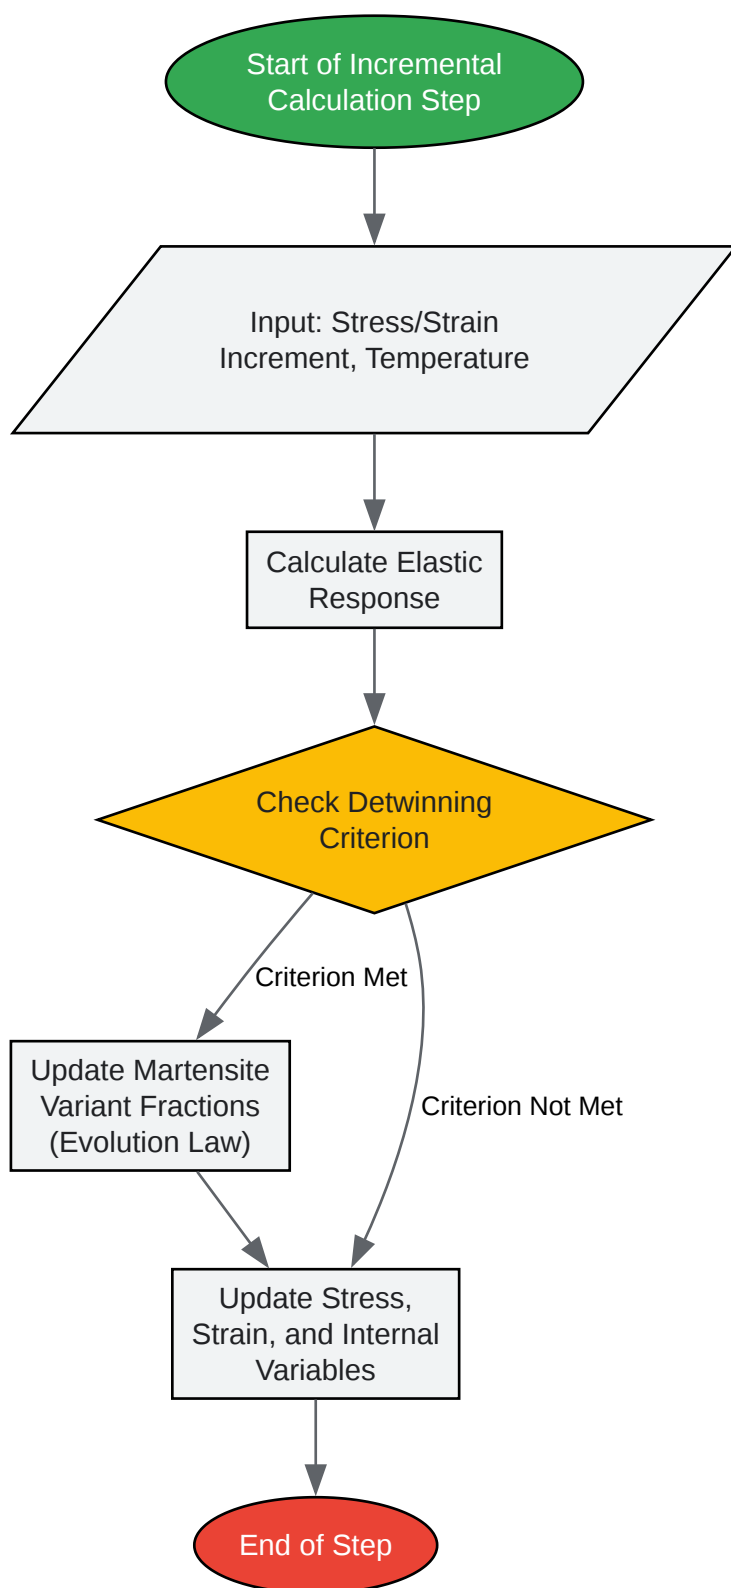 Start of Incremental
Calculation Step
Input: Stress/Strain
Increment, Temperature
Calculate Elastic
Response
Check Detwinning
Criterion
Criterion Met
Update Martensite
Variant Fractions
(Evolution Law)
Criterion Not Met
Update Stress,
Strain, and Internal
Variables
End of Step